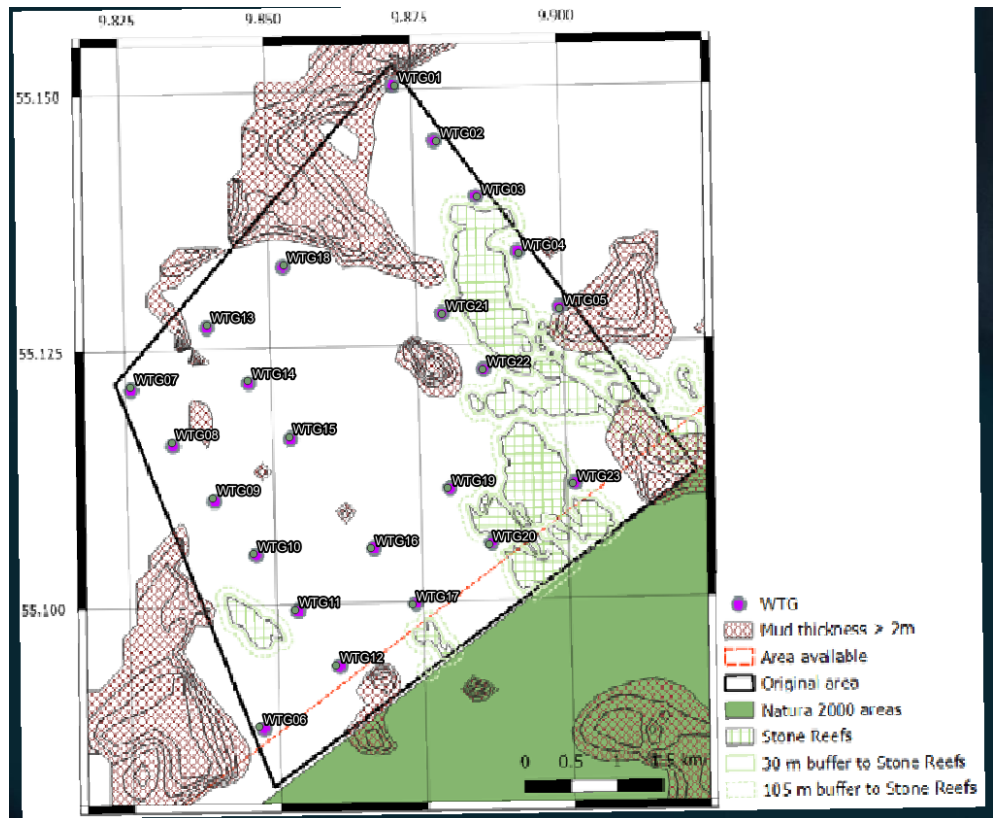 9.825 9.850 9.875 9.900
WTG01
55.150
WTG02
WTG03
WTG04
WTG18
WTG05
WTG21
WTG13
55.125
WTG22
WTG14
WTG07
WTG15
WTG08
WTG19
WTG23
WTG09
WTG20
WTG16
WTG10
WTG17
WTG11
55.100
WTG
Mud thickness > 2m
WTG12
Area available
Original area
Natura 2000 areas
WTG06
Stone Reefs
0 0.5 1 1.5 km
30 m buffer to Stone Reefs
105 m buffer to Stone Reefs